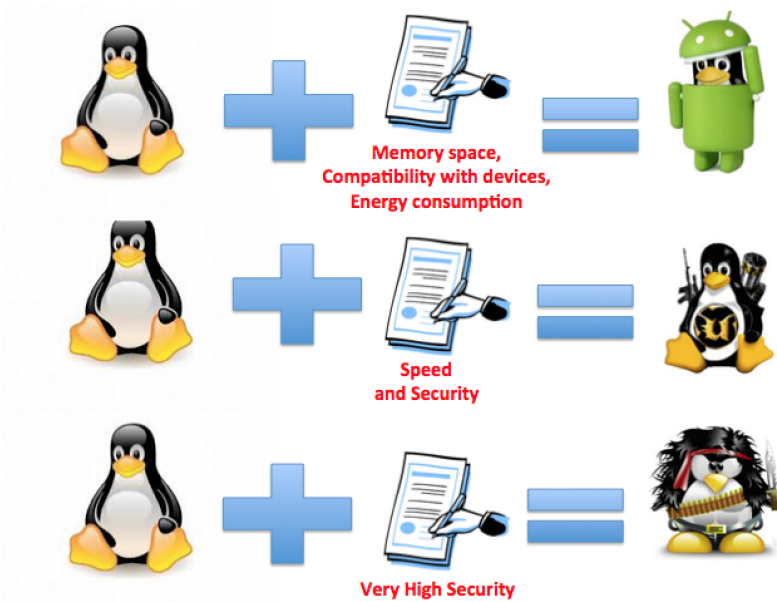 Memory space,
Compatibility with devices,
Energy consumption
Speed
and Security
Very High Security